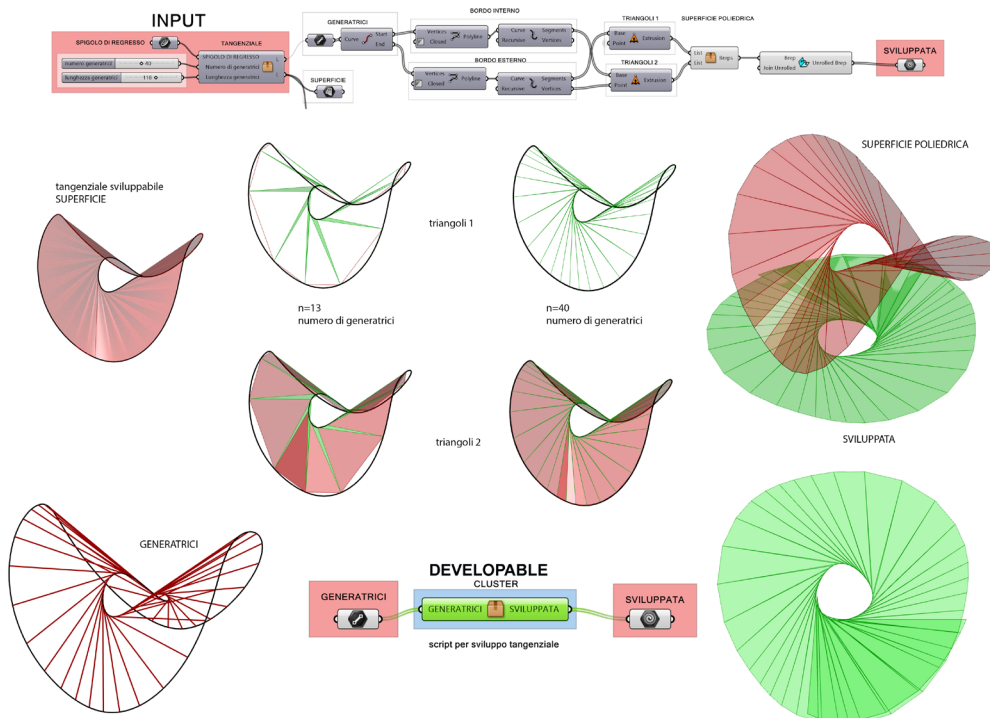 INPUT
SPIGOLO DI REGRESSO
TANGENZIALE
SPIGOLO DI REGRESSO
Numero di generatrici
Lunghezza generatrici
L
L
numero generatrici
40
lunghezza generatrici
118
SUPERFICIE
GENERATRICI
Curve
Start
End
BORDO INTERNO
Vertices
Closed
Polyline
Curve
Recursive
Segments
Vertices
BORDO ESTERNO
Vertices
Closed
Polyline
Curve
Recursive
Segments
Vertices
TRIANGOLI 1
Base
Point
Extrusion
TRIANGOLI 2
Base
Point
Extrusion
SUPERFICIE POLIEDRICA
List
List
Breps
Brep
Join Unrolled
Unrolled Brep
SVILUPPATA
tangenziale sviluppabile
SUPERFICIE
triangoli 1
n=13
numero di generatrici
n=40
numero di generatrici
triangoli 2
SUPERFICIE POLIEDRICA
SVILUPPATA
GENERATRICI
DEVELOPABLE
CLUSTER
GENERATRICI
GENERATRICI
SVILUPPATA
SVILUPPATA
script per sviluppo tangenziale